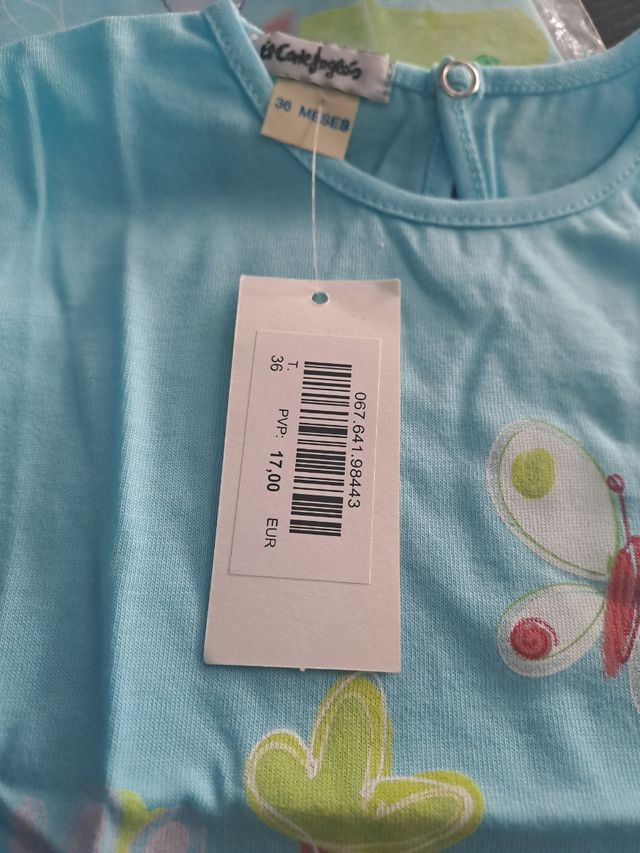 El Corte Inglés
36 MESES
067.641.98443
T.
36
PVP: 17,00 EUR